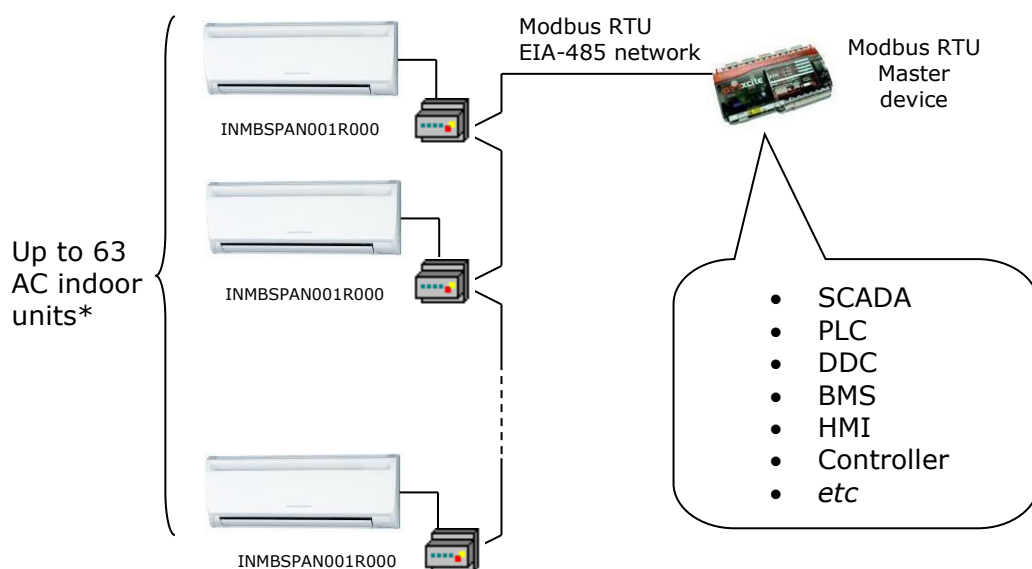 Modbus RTU
EIA-485 network
Modbus RTU
Master
device
INMBSPAN001R000
INMBSPAN001R000
Up to 63
AC indoor
units*
• SCADA
• PLC
• DDC
• BMS
• HMI
• Controller
• etc
INMBSPAN001R000